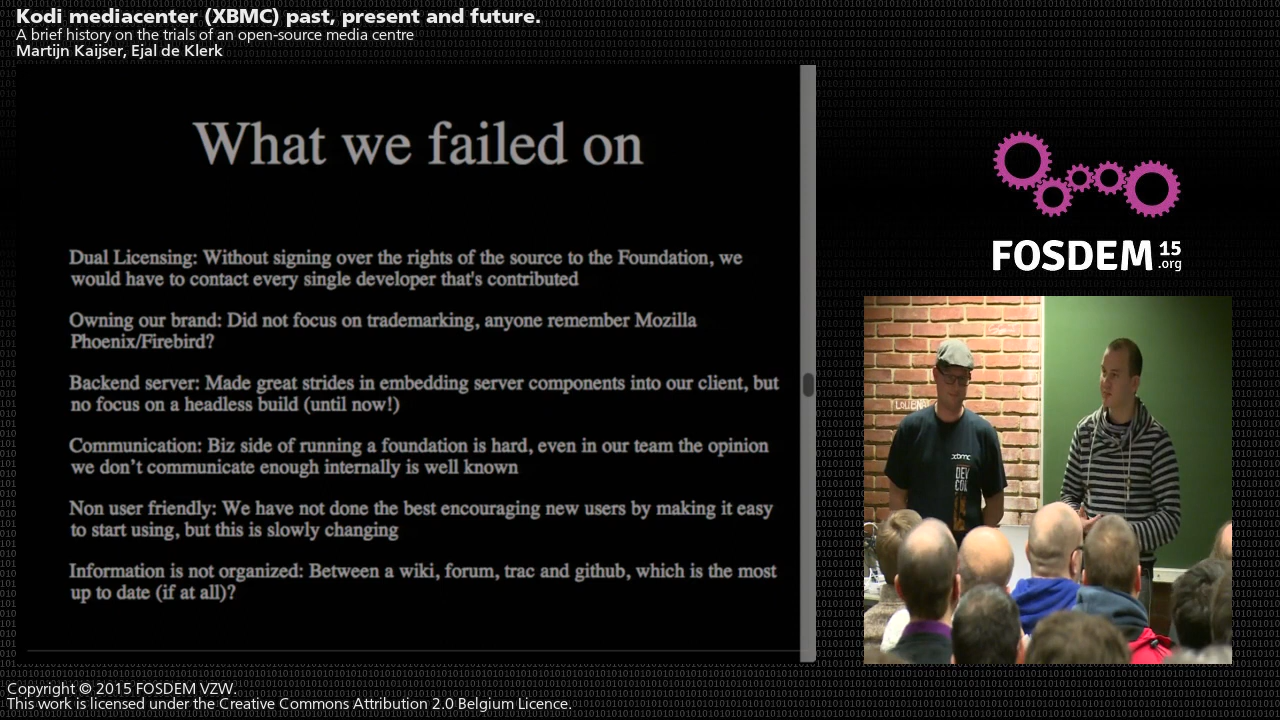 Kodi mediacenter (XBMC) past, present and future.
A brief history on the trials of an open-source media centre
Martijn Kaijser, Ejal de Klerk
What we failed on
Dual Licensing: Without signing over the rights of the source to the Foundation, we
would have to contact every single developer that's contributed
Owning our brand: Did not focus on trademarking, anyone remember Mozilla
Phoenix/Firebird?
Backend server: Made great strides in embedding server components into our client, but
no focus on a headless build (until now!)
Communication: Biz side of running a foundation is hard, even in our team the opinion
we don’t communicate enough internally is well known
Non user friendly: We have not done the best encouraging new users by making it easy
to start using, but this is slowly changing
Information is not organized: Between a wiki, forum, trac and github, which is the most
up to date (if at all)?
FOSDEM 15
.org
xbmc
DEV
Copyright © 2015 FOSDEM VZW.
This work is licensed under the Creative Commons Attribution 2.0 Belgium Licence.